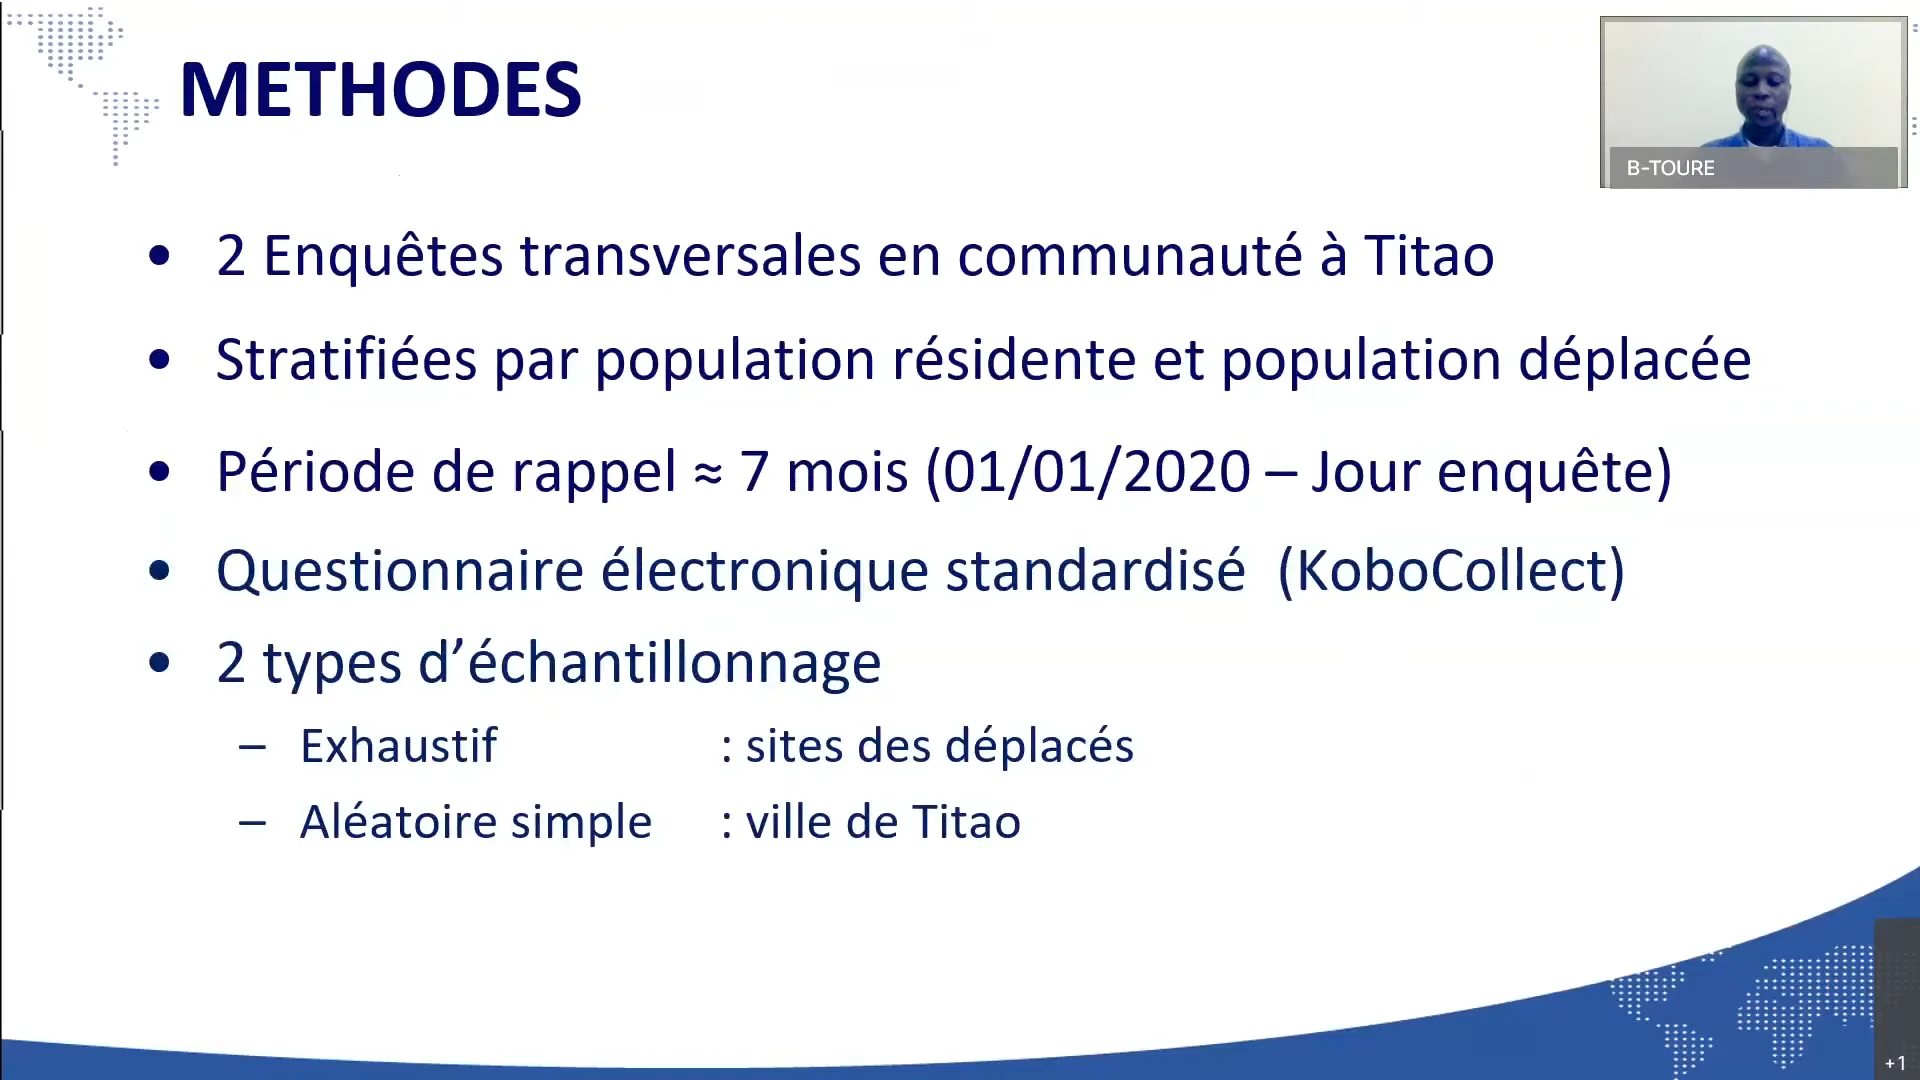 METHODES
B-TOURE
• 2 Enquêtes transversales en communauté à Titao
• Stratifiées par population résidente et population déplacée
• Période de rappel ≈ 7 mois (01/01/2020 – Jour enquête)
• Questionnaire électronique standardisé (KoboCollect)
• 2 types d’échantillonnage
– Exhaustif : sites des déplacés
– Aléatoire simple : ville de Titao
+1